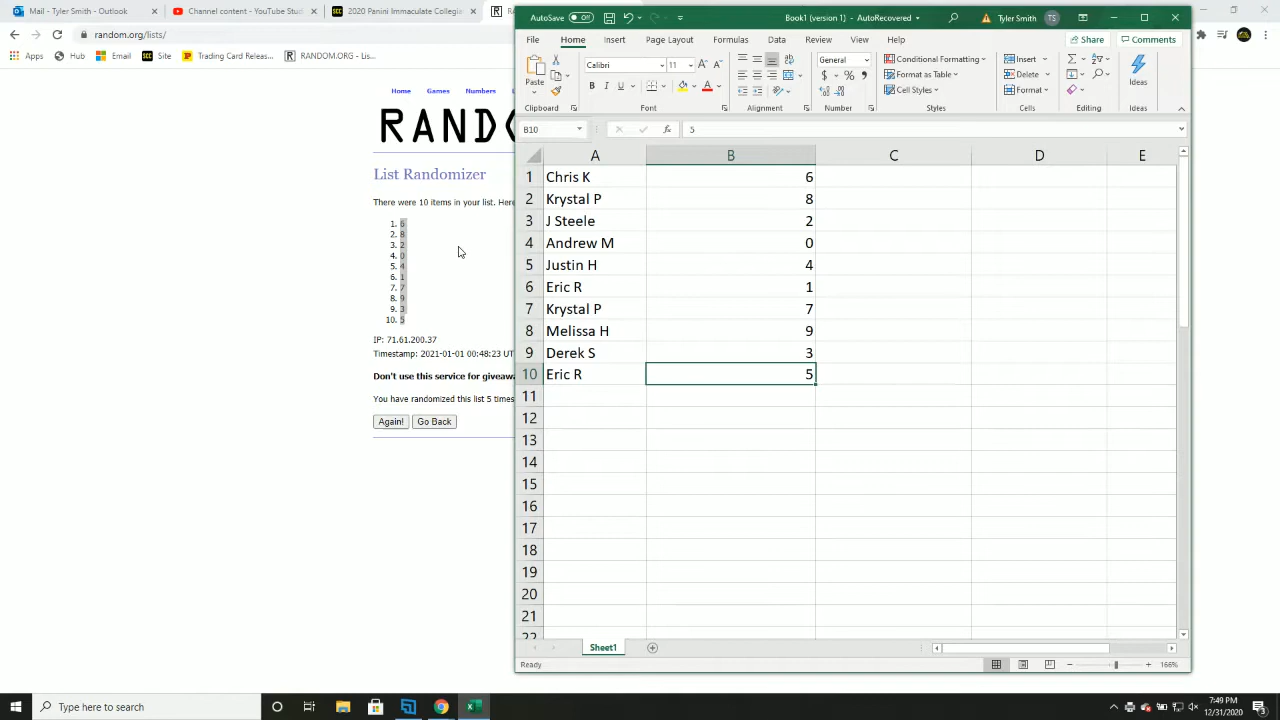 Mail - Tyler Smith - Outlook
Channel content - YouTube Stud
2020 Panini Immaculate Collegia
random.org/lists/
Apps
Hub
Email
Site
Trading Card Releas...
RANDOM.ORG - Lis...
Home
Games
Numbers
List Randomizer
There were 10 items in your list. Here
1. 6
2. 8
3. 2
4. 0
5. 4
6. 1
7. 7
8. 9
9. 3
10. 5
IP: 71.61.200.37
Timestamp: 2021-01-01 00:48:23 UT
Don't use this service for giveaw
You have randomized this list 5 times
Again!
Go Back
AutoSave Off
Book1 (version 1) - AutoRecovered
Tyler Smith
TS
File
Home
Insert
Page Layout
Formulas
Data
Review
View
Help
Share
Comments
Paste
Calibri
11
B I U
General
Conditional Formatting
Format as Table
Cell Styles
Insert
Delete
Format
Ideas
Clipboard
Font
Alignment
Number
Styles
Cells
Editing
Ideas
B10
fx
5
A B C D E
1 Chris K 6
2 Krystal P 8
3 J Steele 2
4 Andrew M 0
5 Justin H 4
6 Eric R 1
7 Krystal P 7
8 Melissa H 9
9 Derek S 3
10 Eric R 5
11
12
13
14
15
16
17
18
19
20
21
22
Sheet1
Ready
166%
Type here to search
7:49 PM
12/31/2020
3